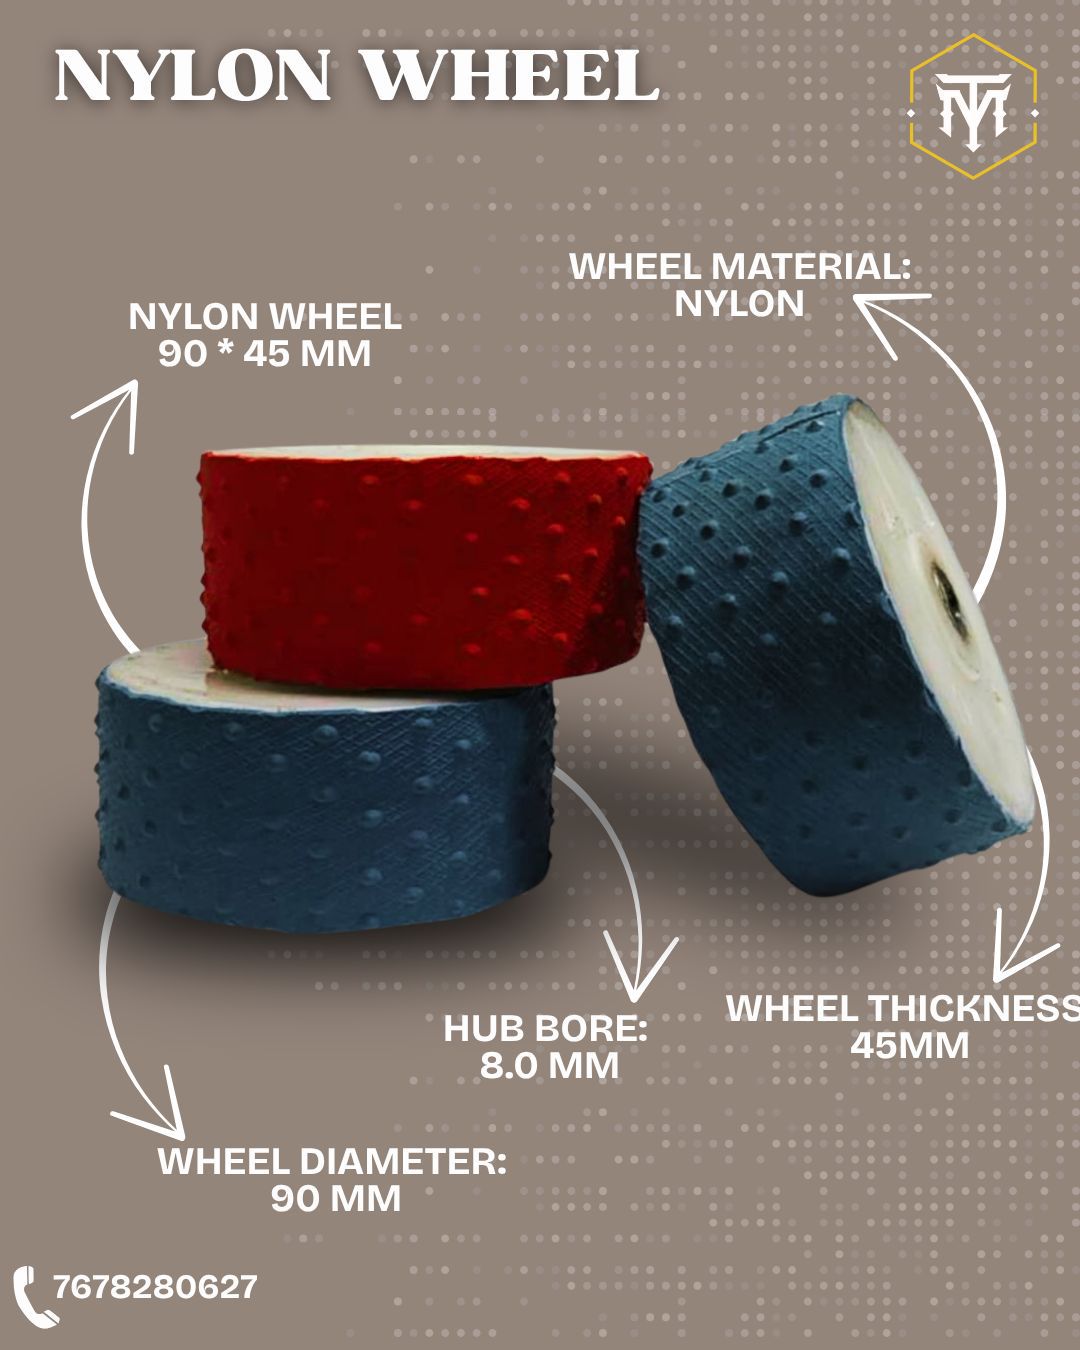 NYLON WHEEL
WHEEL MATERIAL:
NYLON
NYLON WHEEL
90 * 45 MM
WHEEL THICKNESS
45MM
HUB BORE:
8.0 MM
WHEEL DIAMETER:
90 MM
7678280627